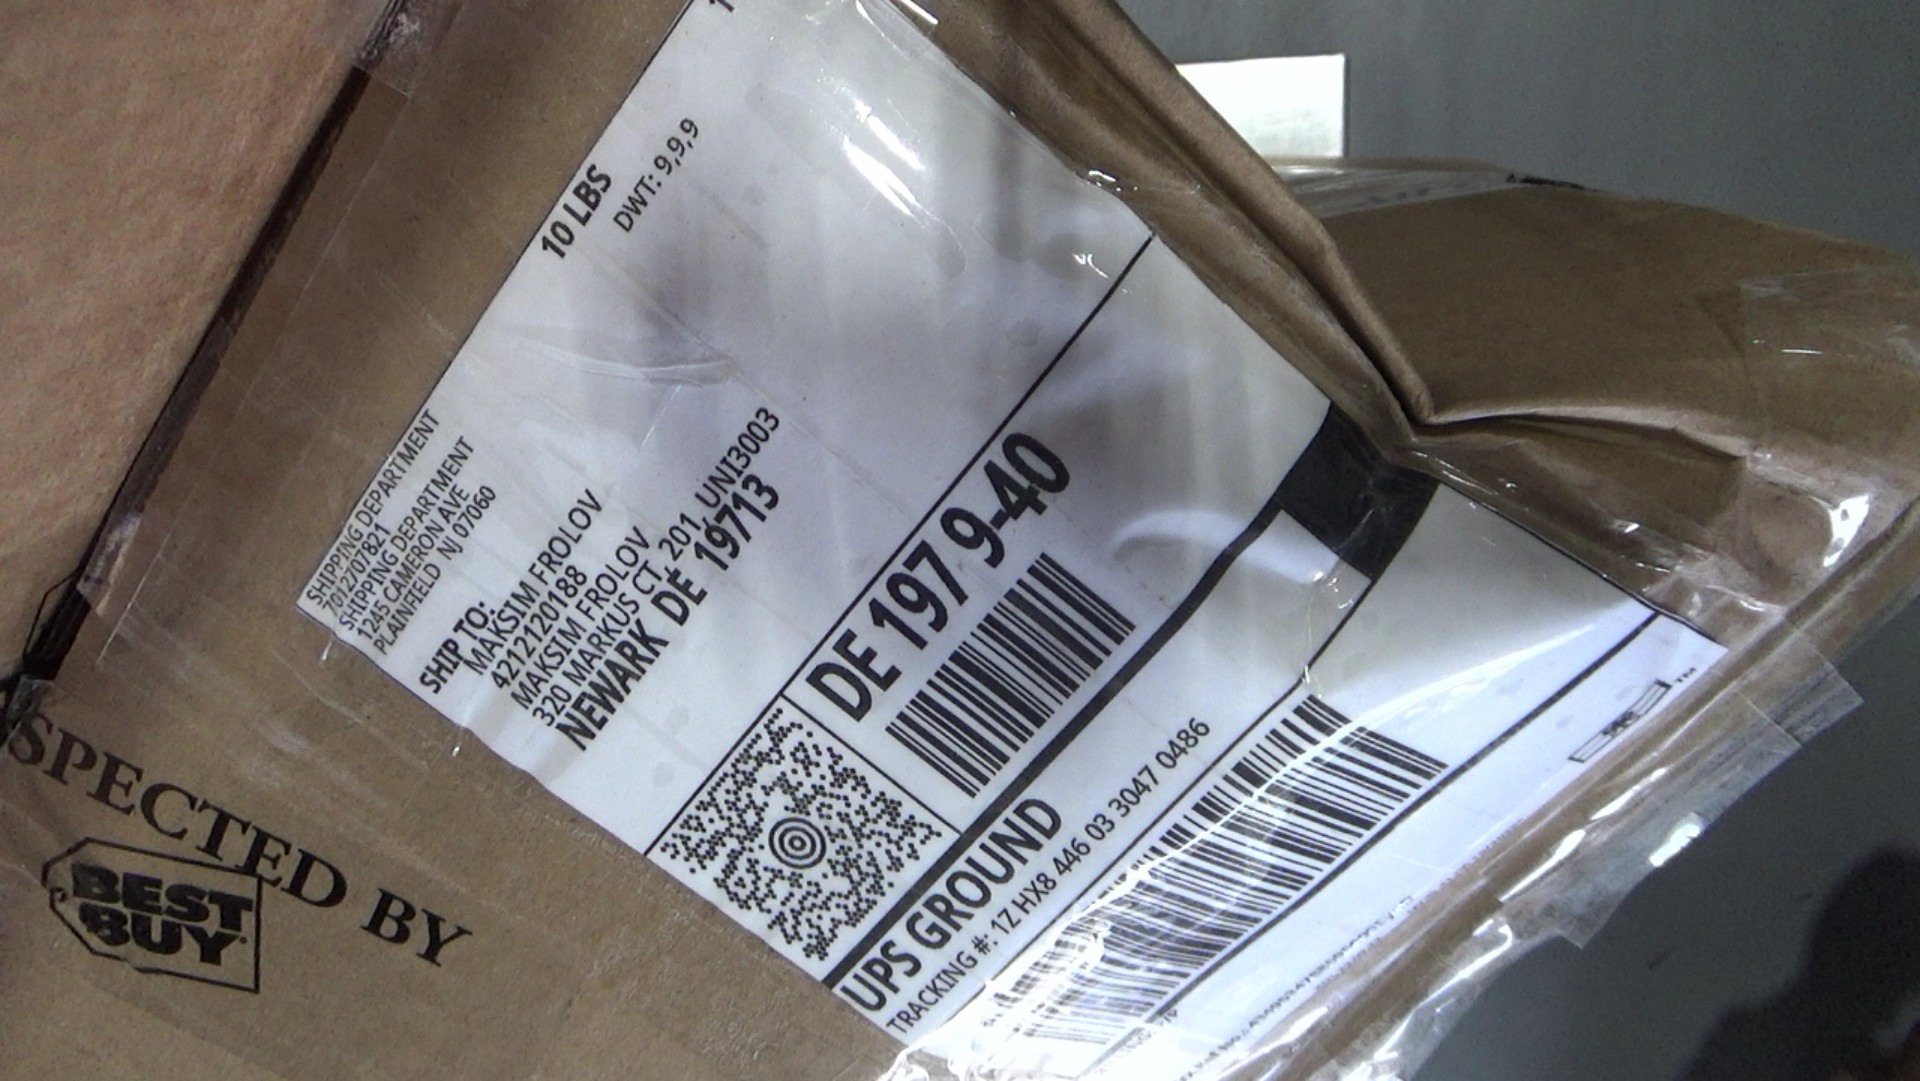 1
10 LBS
DWT: 9,9,9
SHIPPING DEPARTMENT
7012707821
SHIPPING DEPARTMENT
1245 CAMERON AVE
PLAINFIELD NJ 07060
SHIP TO:
MAKSIM FROLOV
4212120188
MAKSIM FROLOV
320 MARKUS CT, 201, UNI3003
NEWARK DE 19713
DE 197 9-40
UPS GROUND
TRACKING #: 1Z HX8 446 03 3047 0486
TM
SPECTED BY
BEST
BUY